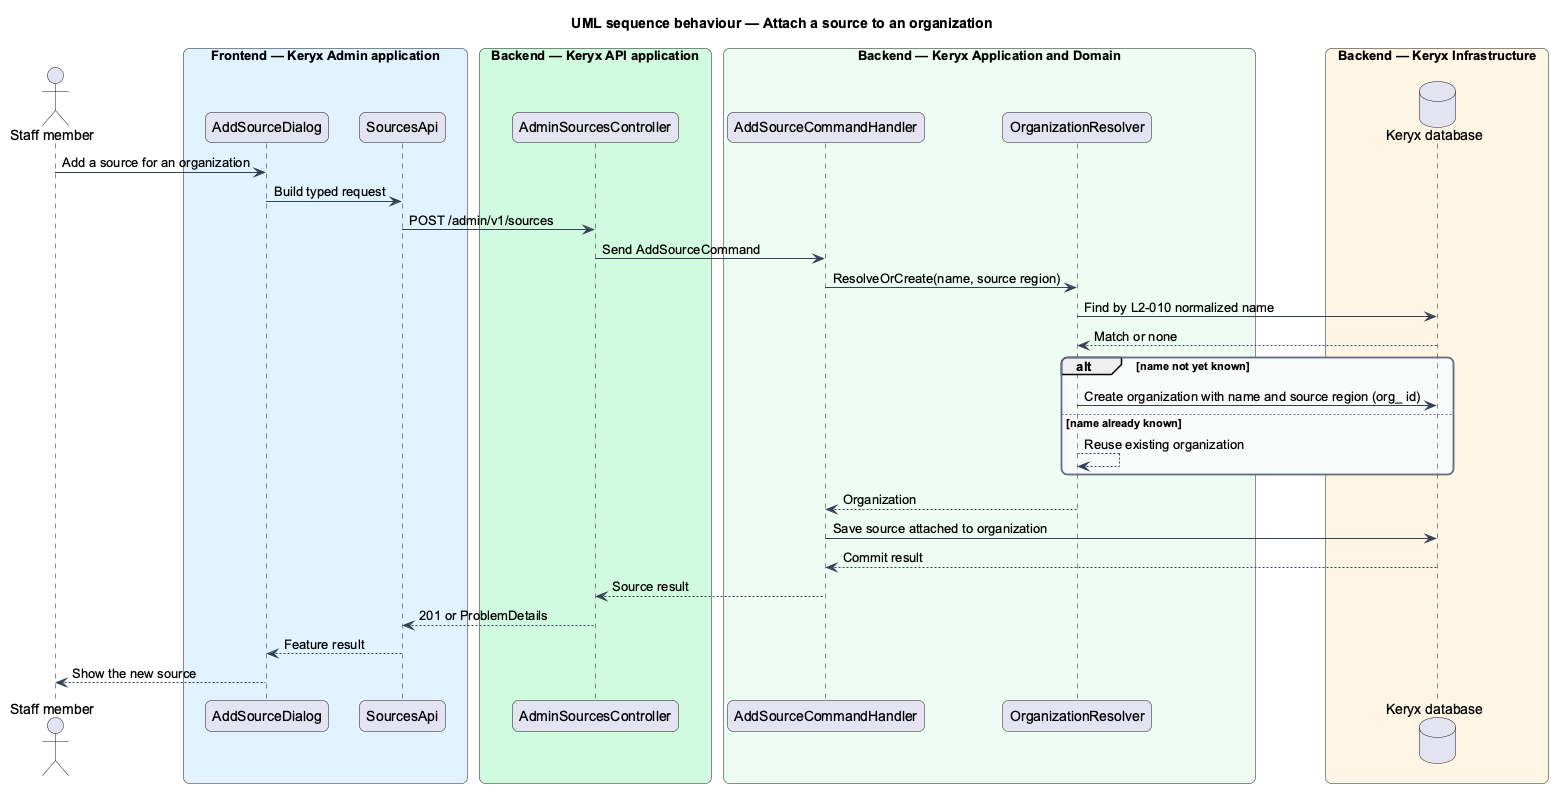 UML sequence behaviour — Attach a source to an organization
Frontend — Keryx Admin application
Backend — Keryx API application
Backend — Keryx Application and Domain
Backend — Keryx Infrastructure
Staff member
AddSourceDialog
SourcesApi
AdminSourcesController
AddSourceCommandHandler
OrganizationResolver
Keryx database
Add a source for an organization
Build typed request
POST /admin/v1/sources
Send AddSourceCommand
ResolveOrCreate(name, source region)
Find by L2-010 normalized name
Match or none
alt
[name not yet known]
Create organization with name and source region (org_ id)
[name already known]
Reuse existing organization
Organization
Save source attached to organization
Commit result
Source result
201 or ProblemDetails
Feature result
Show the new source
Staff member
AddSourceDialog
SourcesApi
AdminSourcesController
AddSourceCommandHandler
OrganizationResolver
Keryx database